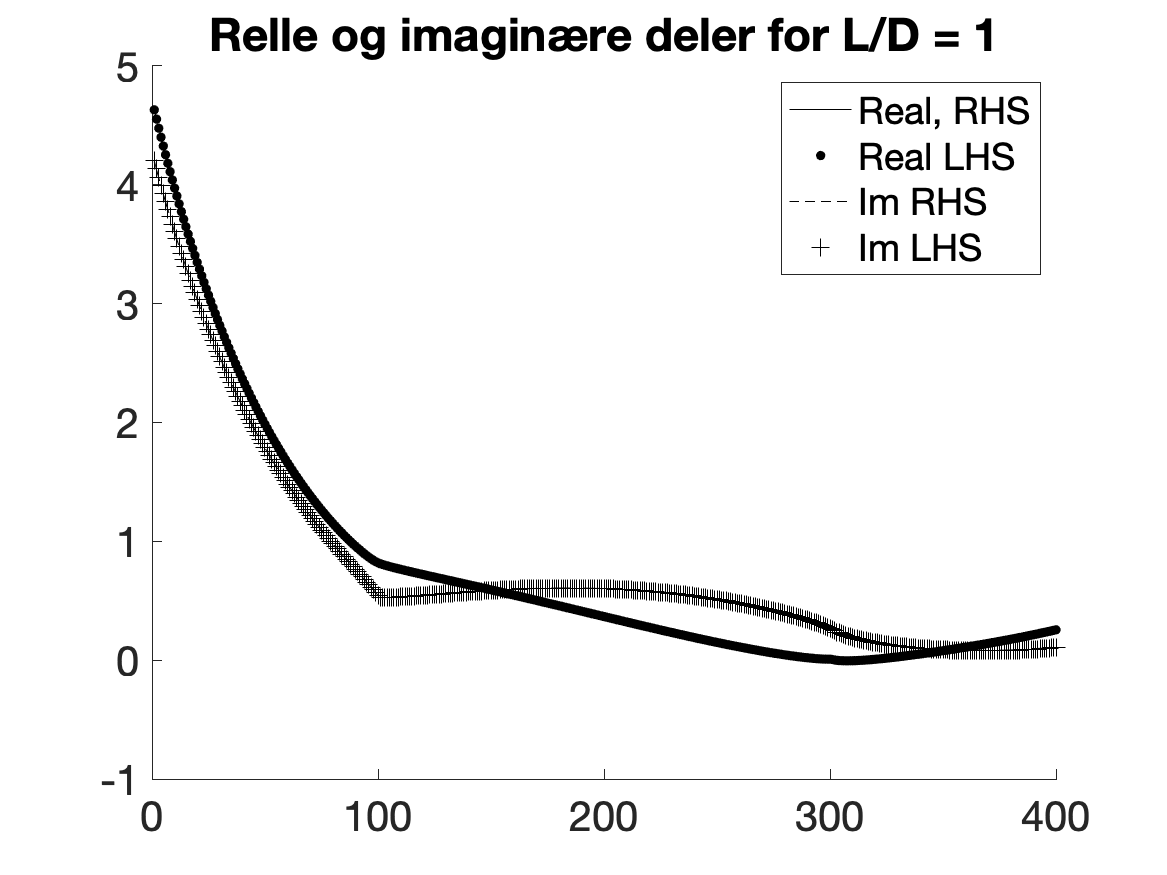 Relle og imaginære deler for L/D = 1
5
4
3
2
1
0
-1
0
100
200
300
400
Real, RHS
Real LHS
Im RHS
Im LHS